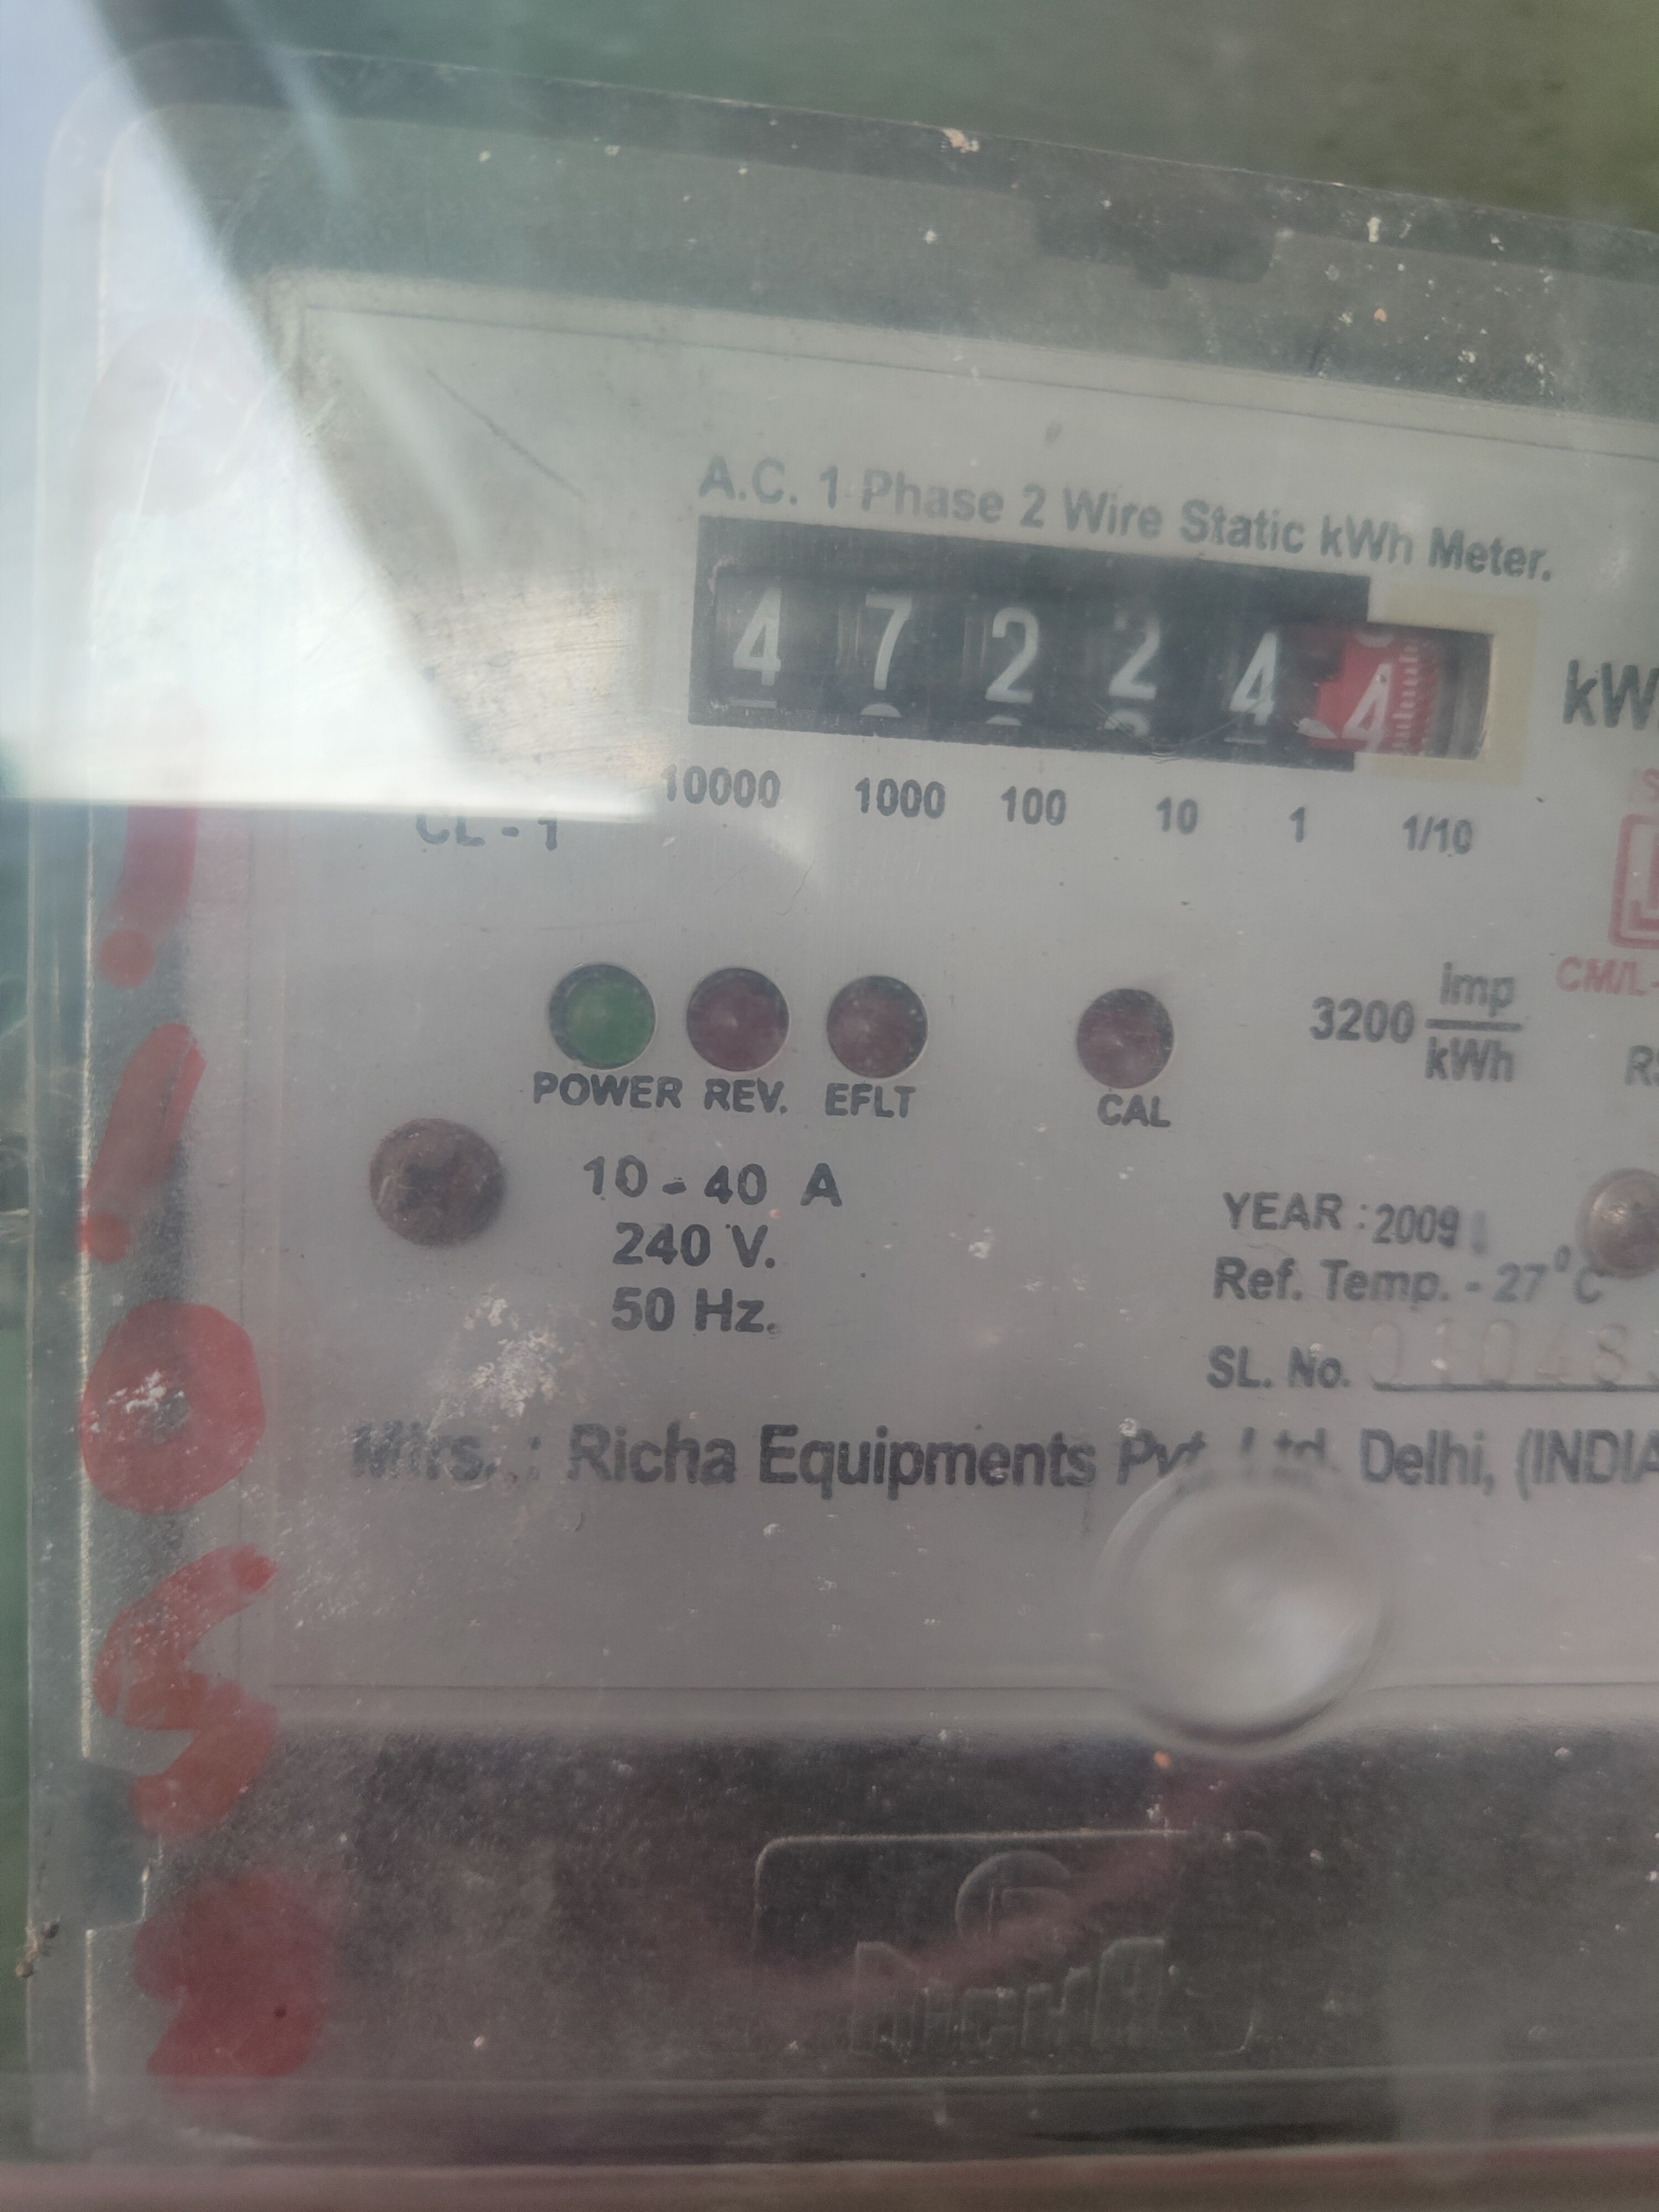 A.C. 1 Phase 2 Wire Static kWh Meter.
4 7 2 2 4 4
kW
10000 1000 100 10 1 1/10
CL - 1
3200 imp
kWh
CM/L-
POWER REV. EFLT CAL
10 - 40 A
240 V.
50 Hz.
YEAR : 2009
Ref. Temp. - 27°C
SL. No.
Mfrs. : Richa Equipments Pvt. Ltd. Delhi, (INDIA